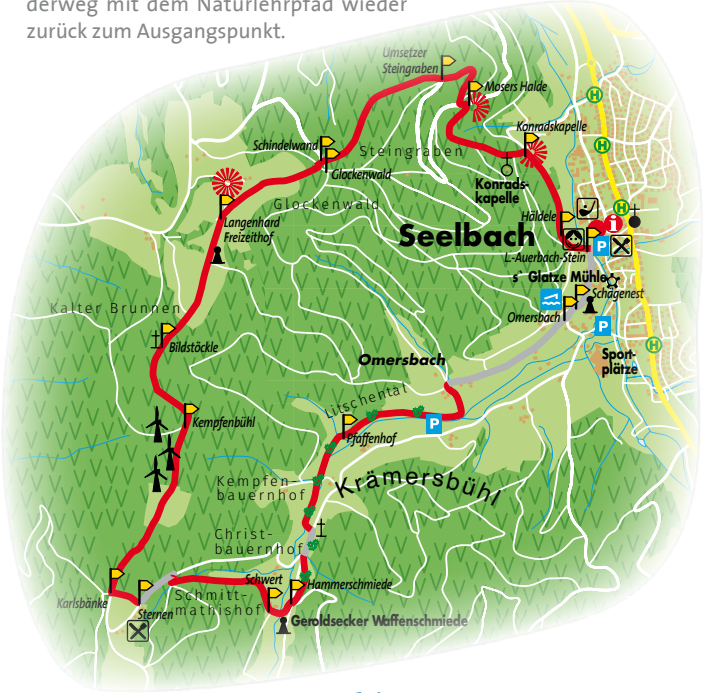 derweg mit dem Naturlehrpfad wieder
zurück zum Ausgangspunkt.
Umsetzer
Steingraben
Mosers Halde
H
Konradskapelle
Schindelwand
Steingraben
H
Glockenwald
Konrads-
kapelle
Langenhard
Freizeithof
Glockenwald
Häldele
H
i
Seelbach
P
L.-Auerbach-Stein
s´ Glatze Mühle
Schägenest
Omersbach
Kalter Brunnen
P
Bildstöckle
Omersbach
H
Sport-
plätze
Litschental
Kempfenbühl
P
Pfaffenhof
Kempfen-
bauernhof
Krämersbühl
Christ-
bauernhof
Karlsbänke
Sternen
Schmitt-
mathishof
Schwert
Hammerschmiede
Geroldsecker Waffenschmiede